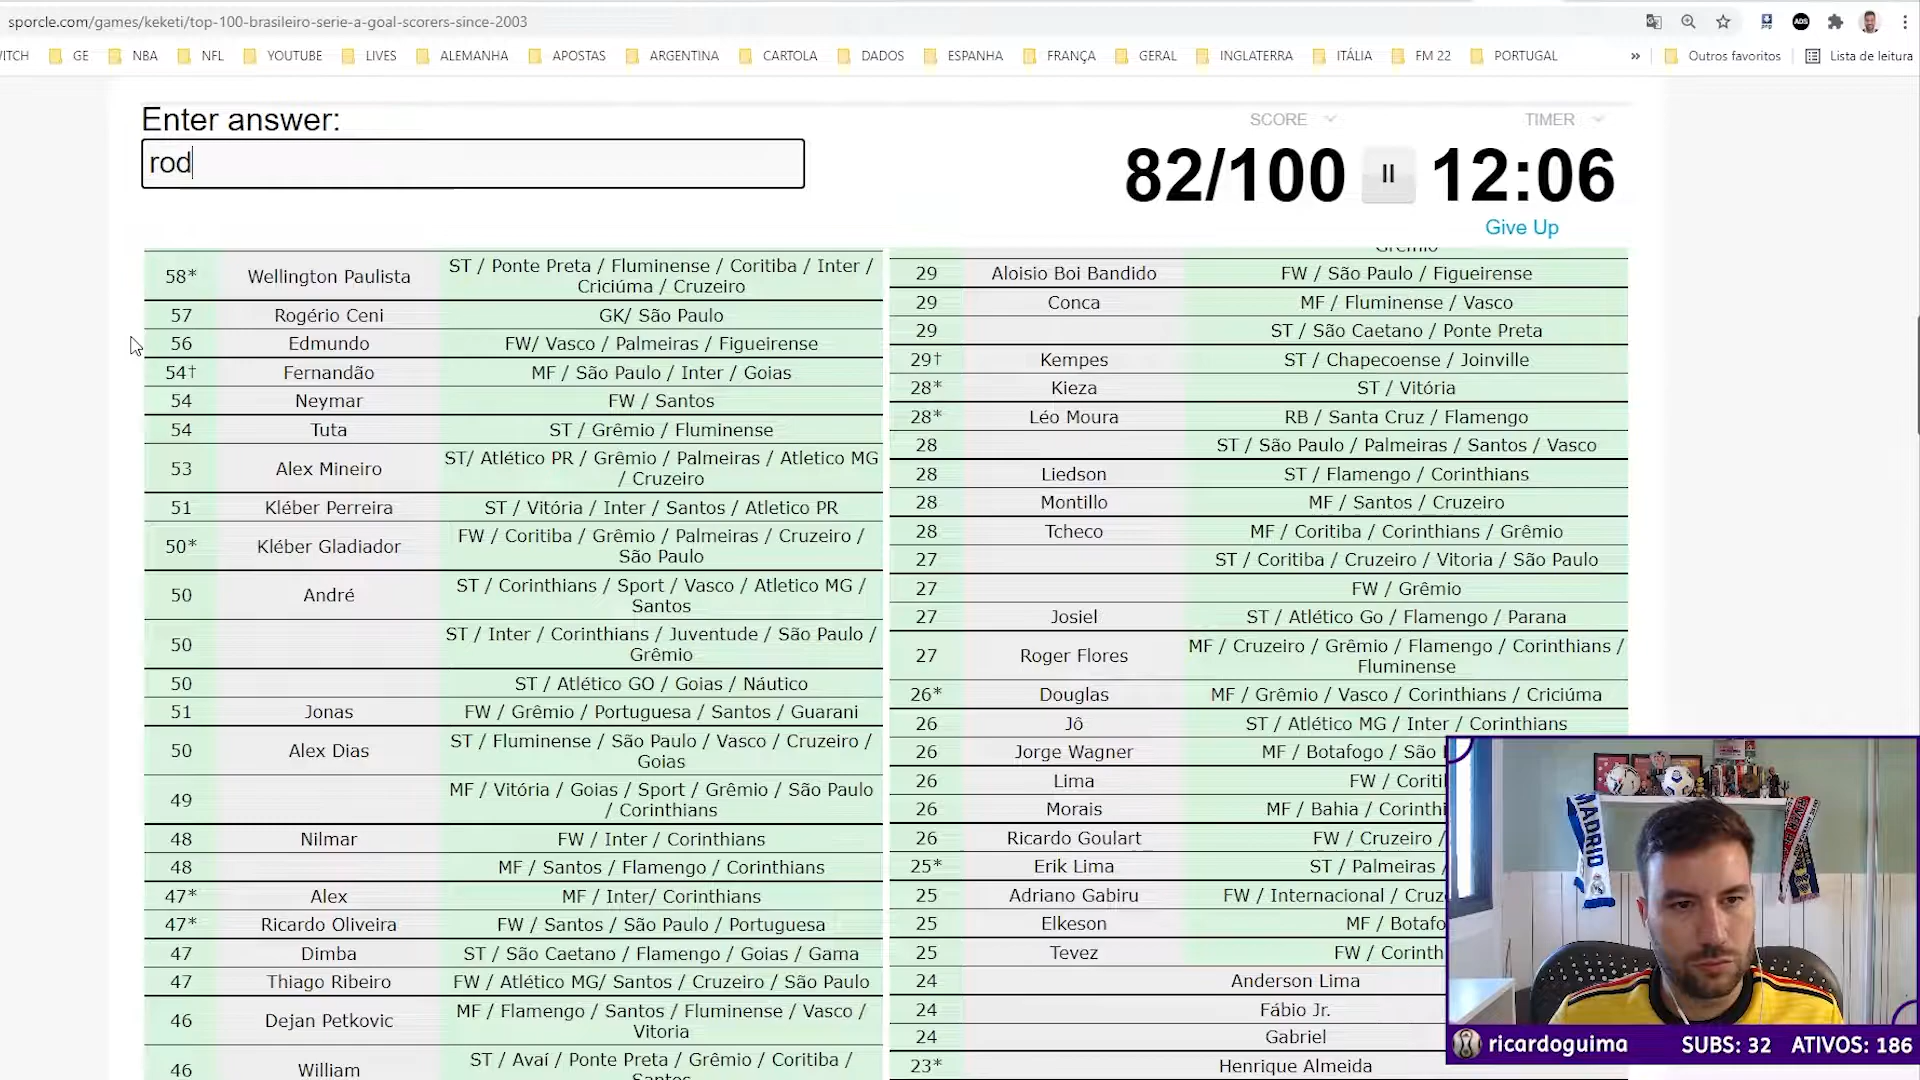 sporcle.com/games/keketi/top-100-brasileiro-serie-a-goal-scorers-since-2003
GE NBA NFL YOUTUBE LIVES ALEMANHA APOSTAS ARGENTINA CARTOLA DADOS ESPANHA FRANÇA GERAL INGLATERRA ITÁLIA FM 22 PORTUGAL » Outros favoritos Lista de leitura
Enter answer:
rod
SCORE
TIMER
82/100
12:06
Give Up
58* Wellington Paulista ST / Ponte Preta / Fluminense / Coritiba / Inter /
Criciúma / Cruzeiro
57 Rogério Ceni GK/ São Paulo
56 Edmundo FW/ Vasco / Palmeiras / Figueirense
54† Fernandão MF / São Paulo / Inter / Goias
54 Neymar FW / Santos
54 Tuta ST / Grêmio / Fluminense
53 Alex Mineiro ST/ Atlético PR / Grêmio / Palmeiras / Atletico MG
/ Cruzeiro
51 Kléber Perreira ST / Vitória / Inter / Santos / Atletico PR
50* Kléber Gladiador FW / Coritiba / Grêmio / Palmeiras / Cruzeiro /
São Paulo
50 André ST / Corinthians / Sport / Vasco / Atletico MG /
Santos
50 ST / Inter / Corinthians / Juventude / São Paulo /
Grêmio
50 ST / Atlético GO / Goias / Náutico
51 Jonas FW / Grêmio / Portuguesa / Santos / Guarani
50 Alex Dias ST / Fluminense / São Paulo / Vasco / Cruzeiro /
Goias
49 MF / Vitória / Goias / Sport / Grêmio / São Paulo
/ Corinthians
48 Nilmar FW / Inter / Corinthians
48 MF / Santos / Flamengo / Corinthians
47* Alex MF / Inter/ Corinthians
47* Ricardo Oliveira FW / Santos / São Paulo / Portuguesa
47 Dimba ST / São Caetano / Flamengo / Goias / Gama
47 Thiago Ribeiro FW / Atlético MG/ Santos / Cruzeiro / São Paulo
46 Dejan Petkovic MF / Flamengo / Santos / Fluminense / Vasco /
Vitoria
46 William ST / Avaí / Ponte Preta / Grêmio / Coritiba /
Santos
Grêmio
29 Aloisio Boi Bandido FW / São Paulo / Figueirense
29 Conca MF / Fluminense / Vasco
29 ST / São Caetano / Ponte Preta
29† Kempes ST / Chapecoense / Joinville
28* Kieza ST / Vitória
28* Léo Moura RB / Santa Cruz / Flamengo
28 ST / São Paulo / Palmeiras / Santos / Vasco
28 Liedson ST / Flamengo / Corinthians
28 Montillo MF / Santos / Cruzeiro
28 Tcheco MF / Coritiba / Corinthians / Grêmio
27 ST / Coritiba / Cruzeiro / Vitoria / São Paulo
27 FW / Grêmio
27 Josiel ST / Atlético Go / Flamengo / Parana
27 Roger Flores MF / Cruzeiro / Grêmio / Flamengo / Corinthians /
Fluminense
26* Douglas MF / Grêmio / Vasco / Corinthians / Criciúma
26 Jô ST / Atlético MG / Inter / Corinthians
26 Jorge Wagner MF / Botafogo / São
26 Lima FW / Coriti
26 Morais MF / Bahia / Corinthi
26 Ricardo Goulart FW / Cruzeiro /
25* Erik Lima ST / Palmeiras /
25 Adriano Gabiru FW / Internacional / Cruz
25 Elkeson MF / Botafo
25 Tevez FW / Corinth
24 Anderson Lima
24 Fábio Jr.
24 Gabriel
23* Henrique Almeida
MADRID
ricardoguima SUBS: 32 ATIVOS: 186